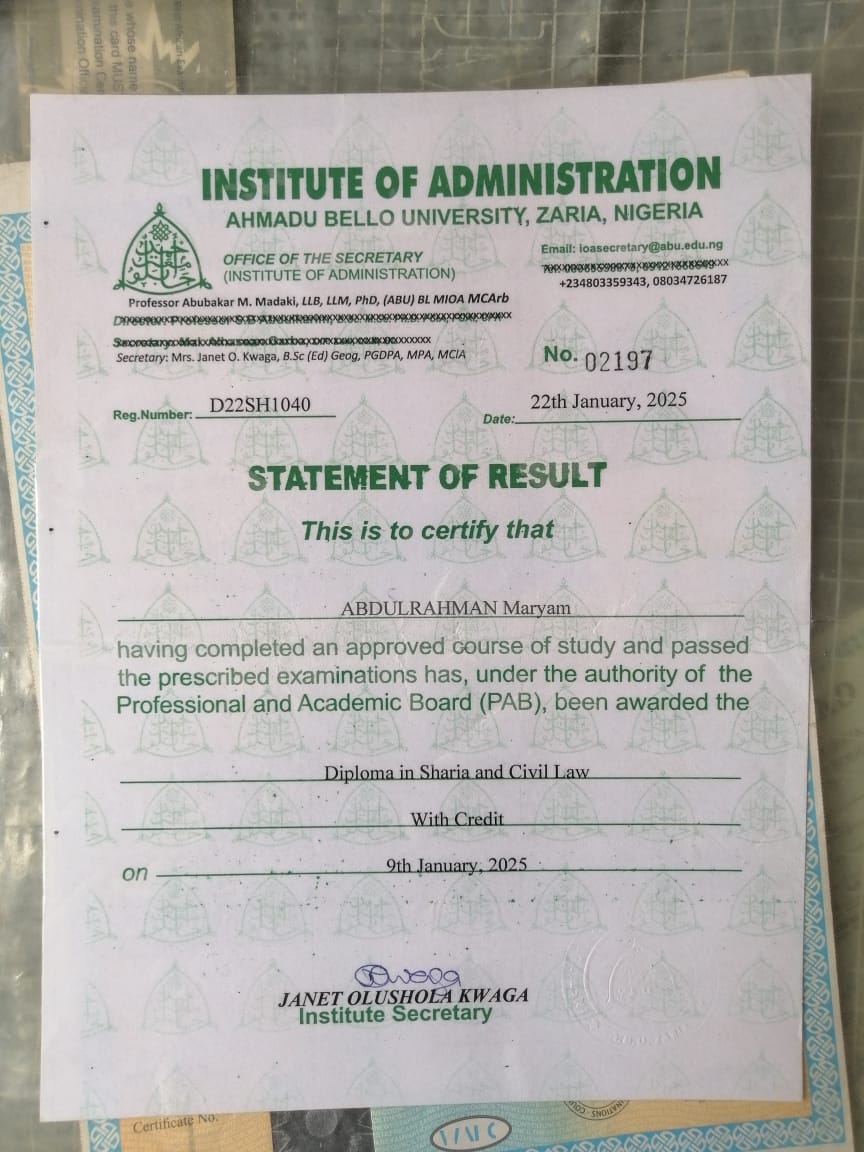 INSTITUTE OF ADMINISTRATION
AHMADU BELLO UNIVERSITY, ZARIA, NIGERIA
OFFICE OF THE SECRETARY
(INSTITUTE OF ADMINISTRATION)
Email: ioasecretary@abu.edu.ng
+234803359343, 08034726187
Professor Abubakar M. Madaki, LLB, LLM, PhD, (ABU) BL MIOA MCArb
Secretary: Mrs. Janet O. Kwaga, B.Sc (Ed) Geog, PGDPA, MPA, MCIA
No. 02197
Reg.Number: D22SH1040
Date: 22th January, 2025
STATEMENT OF RESULT
This is to certify that
ABDULRAHMAN Maryam
having completed an approved course of study and passed
the prescribed examinations has, under the authority of the
Professional and Academic Board (PAB), been awarded the
Diploma in Sharia and Civil Law
With Credit
on 9th January, 2025
JANET OLUSHOLA KWAGA
Institute Secretary
Certificate No.